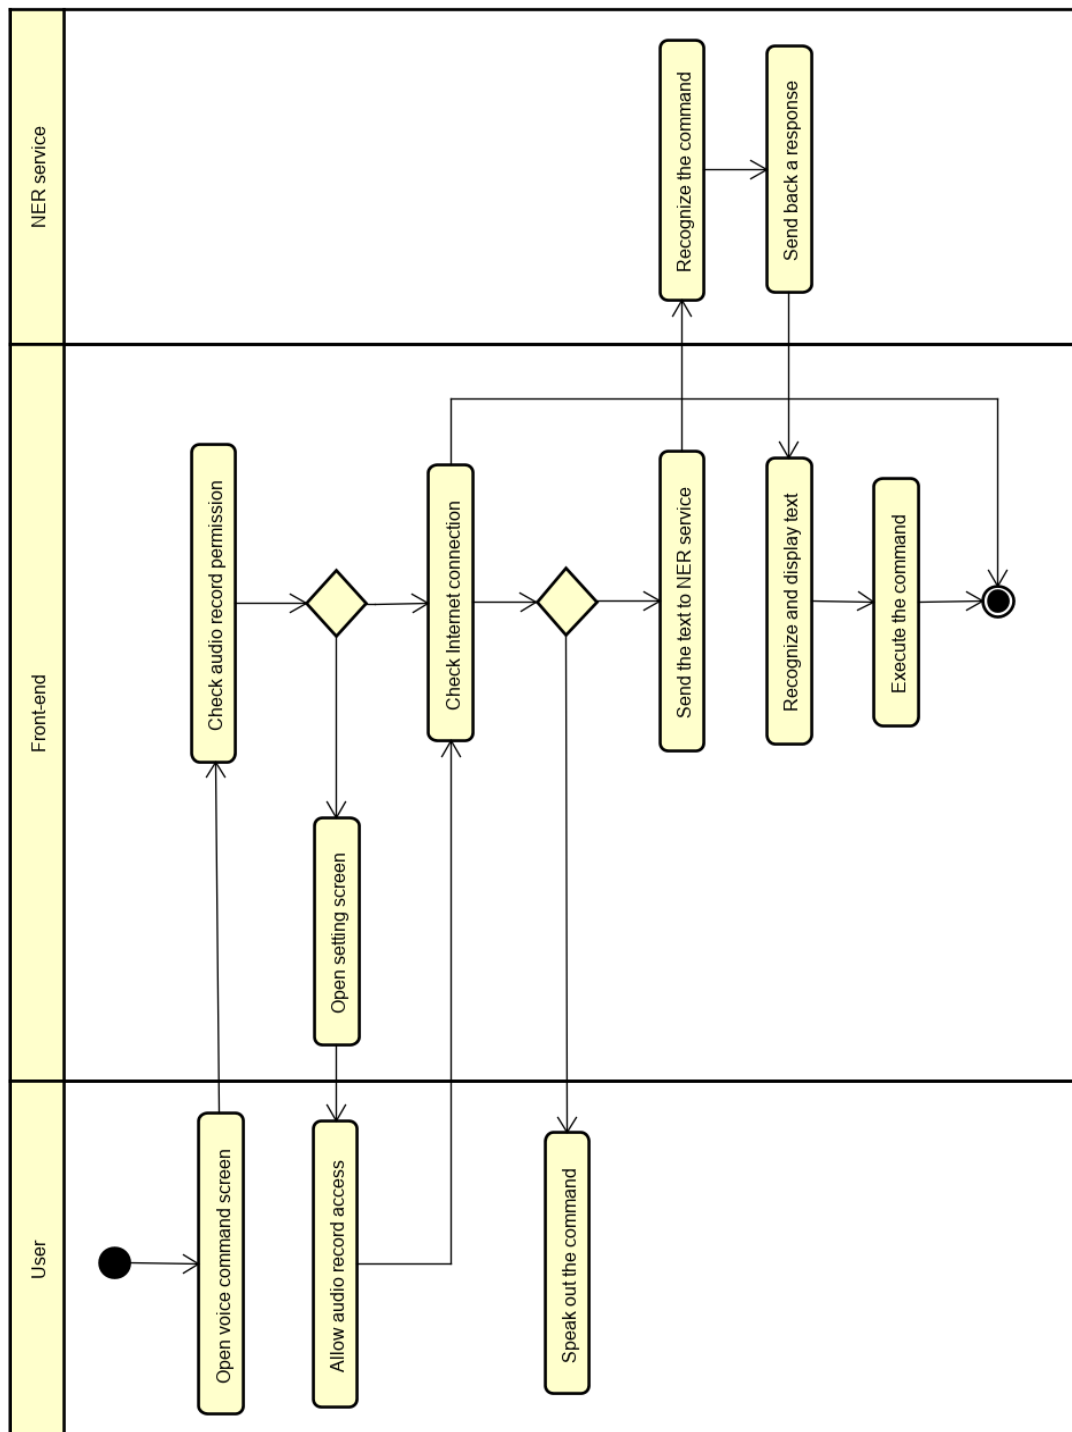 NER service
Front-end
User
Open voice command screen
Check audio record permission
Open setting screen
Allow audio record access
Check Internet connection
Speak out the command
Send the text to NER service
Recognize the command
Send back a response
Recognize and display text
Execute the command